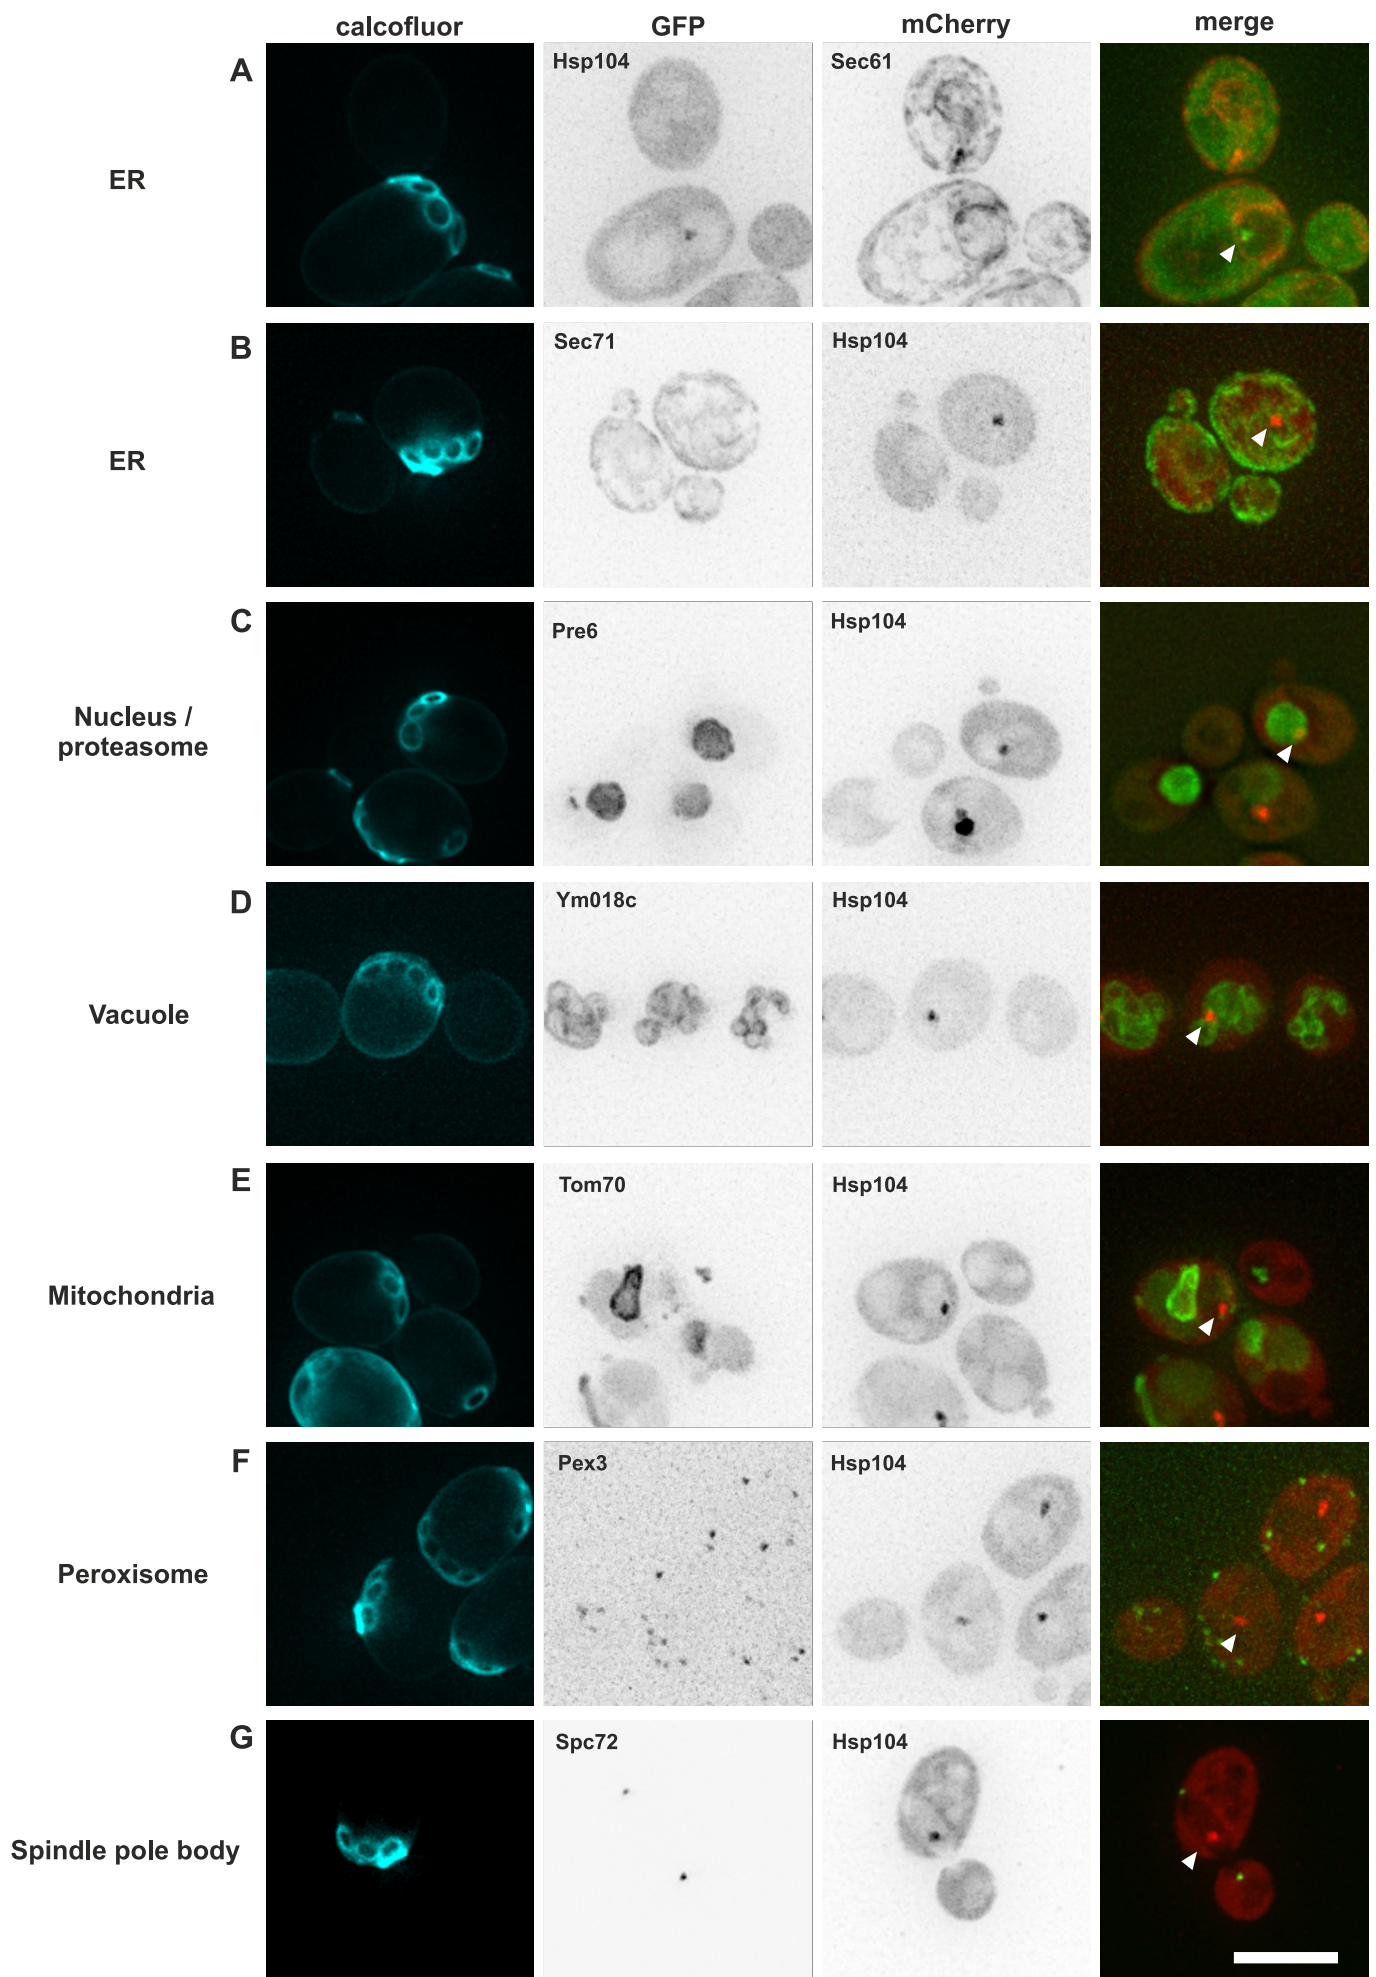 calcofluor GFP mCherry merge
A Hsp104 Sec61
ER
B Sec71 Hsp104
ER
C Pre6 Hsp104
Nucleus /
proteasome
D Ym018c Hsp104
Vacuole
E Tom70 Hsp104
Mitochondria
F Pex3 Hsp104
Peroxisome
G Spc72 Hsp104
Spindle pole body